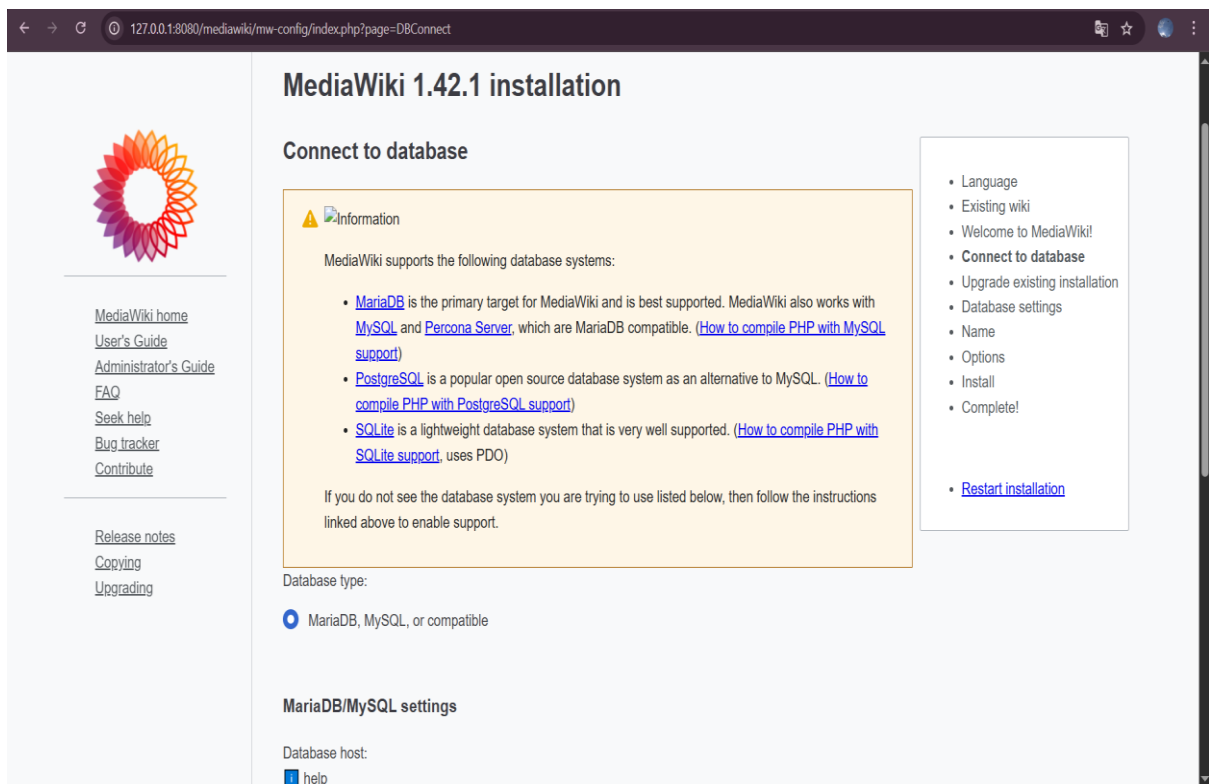 127.0.0.1:8080/mediawiki/mw-config/index.php?page=DBConnect
MediaWiki 1.42.1 installation
Connect to database
Information
MediaWiki supports the following database systems:
• MariaDB is the primary target for MediaWiki and is best supported. MediaWiki also works with
MySQL and Percona Server, which are MariaDB compatible. (How to compile PHP with MySQL
support)
• PostgreSQL is a popular open source database system as an alternative to MySQL. (How to
compile PHP with PostgreSQL support)
• SQLite is a lightweight database system that is very well supported. (How to compile PHP with
SQLite support, uses PDO)
If you do not see the database system you are trying to use listed below, then follow the instructions
linked above to enable support.
Database type:
MariaDB, MySQL, or compatible
MariaDB/MySQL settings
Database host:
help
MediaWiki home
User's Guide
Administrator's Guide
FAQ
Seek help
Bug tracker
Contribute
Release notes
Copying
Upgrading
• Language
• Existing wiki
• Welcome to MediaWiki!
• Connect to database
• Upgrade existing installation
• Database settings
• Name
• Options
• Install
• Complete!
• Restart installation